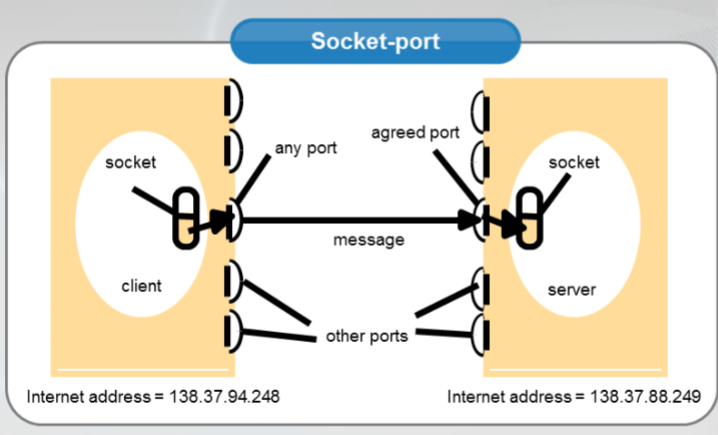 Socket-port
agreed port
any port
socket
socket
message
client
server
other ports
Internet address = 138.37.94.248
Internet address = 138.37.88.249